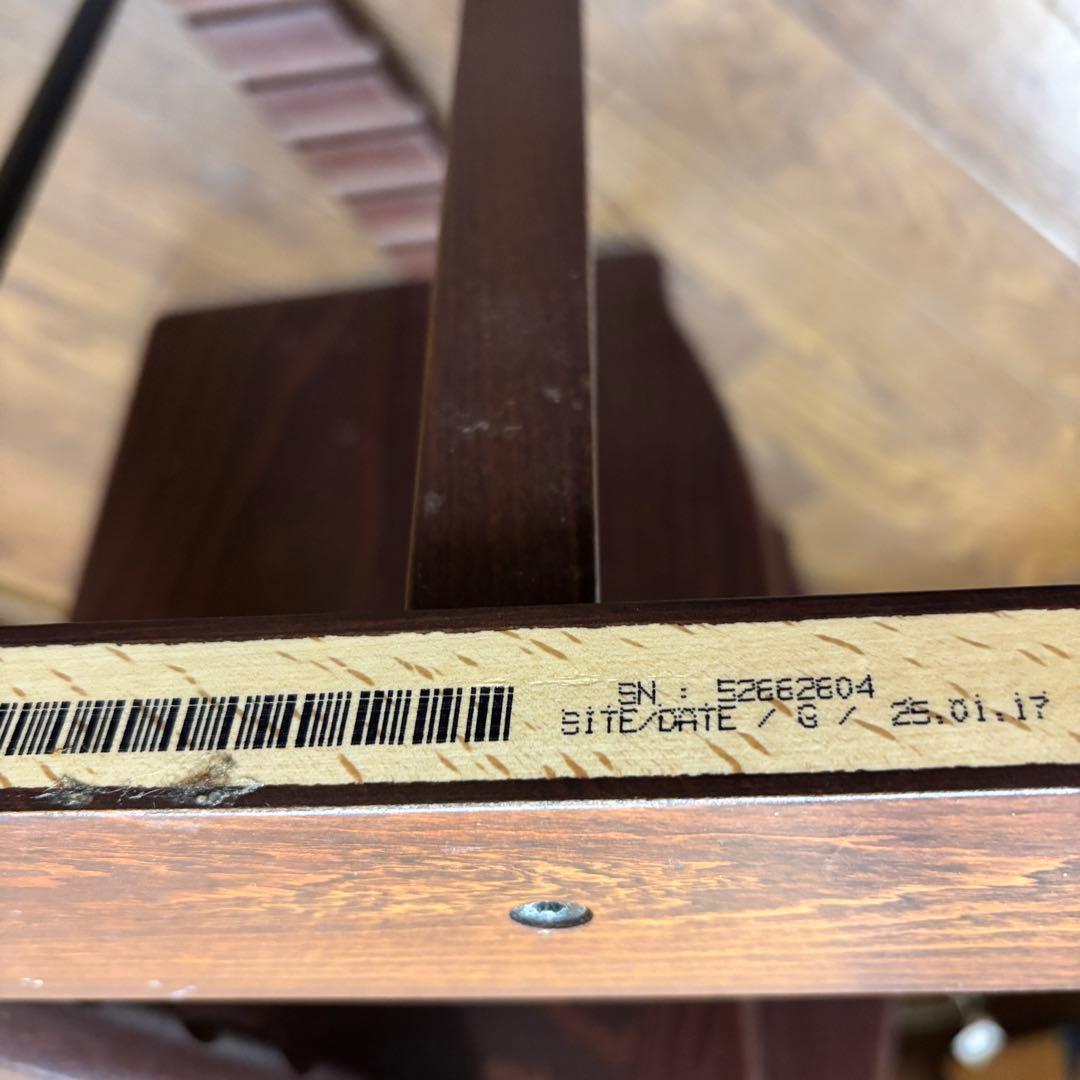 SN : 52662604
SITE/DATE / G / 25.01.17